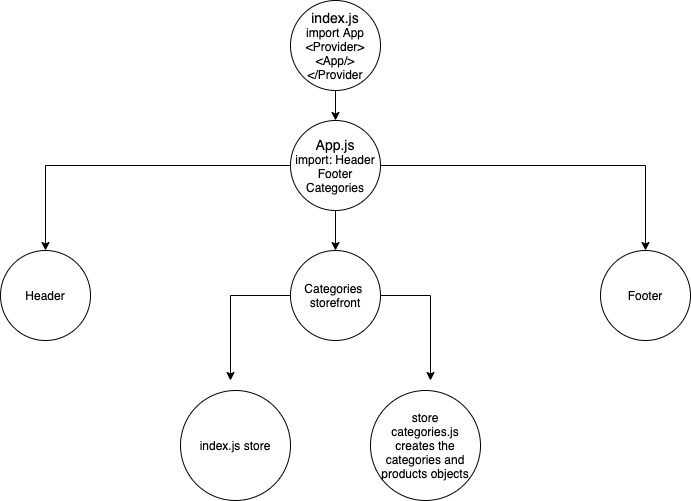 index.js
import App
<Provider>
<App/>
</Provider
App.js
import: Header
Footer
Categories
Header
Categories
storefront
Footer
index.js store
store
categories.js
creates the
categories and
products objects